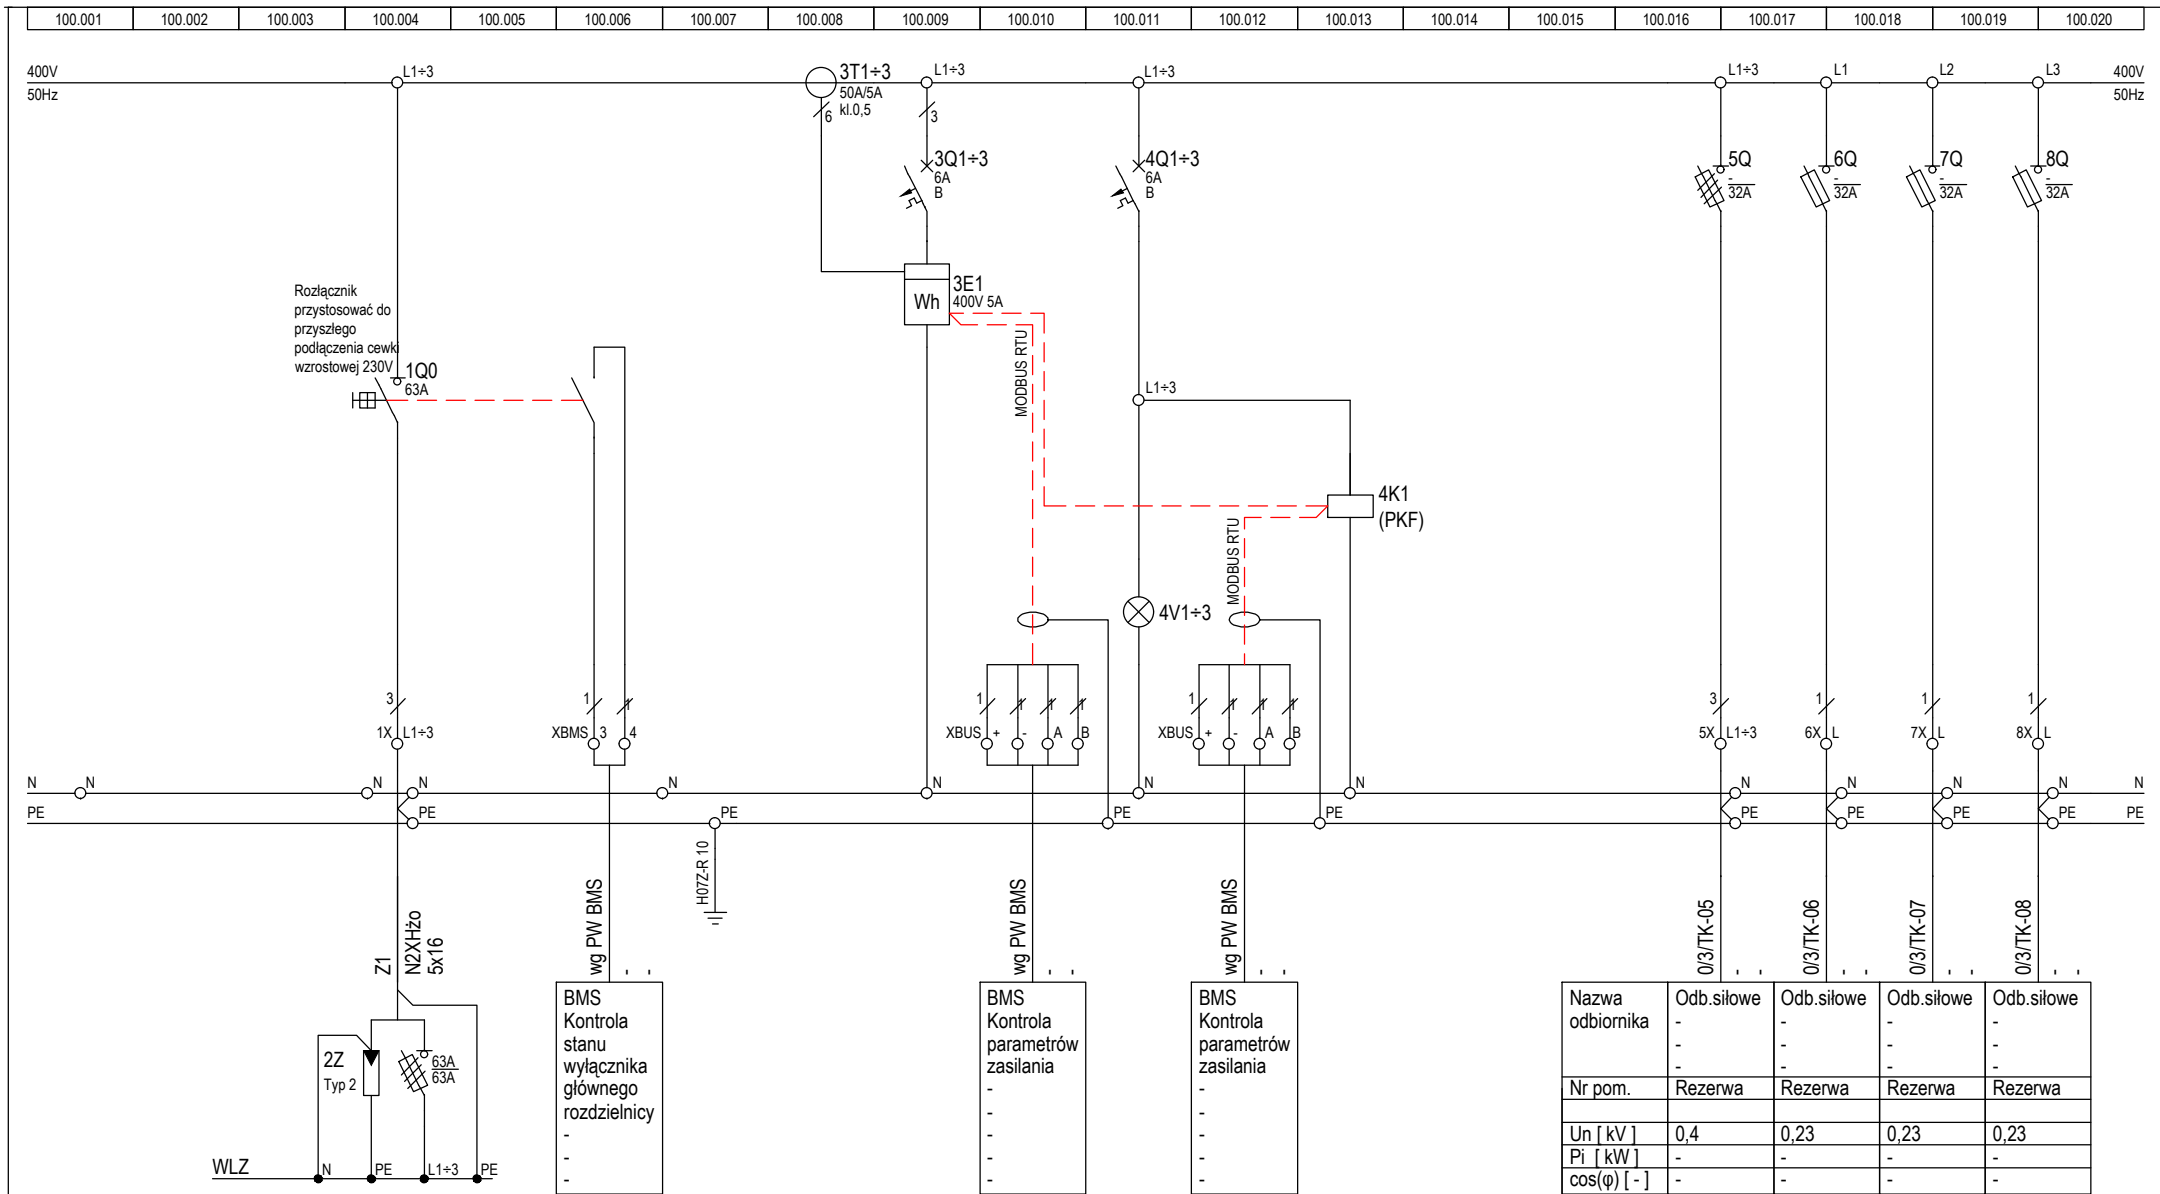 100.001 100.002 100.003 100.004 100.005 100.006 100.007 100.008 100.009 100.010 100.011 100.012 100.013 100.014 100.015 100.016 100.017 100.018 100.019 100.020
400V
50Hz
L1÷3
3T1÷3
50A/5A
kl.0,5
6
L1÷3
3
L1÷3
L1÷3
L1
L2
L3
400V
50Hz
3Q1÷3
6A
B
4Q1÷3
6A
B
5Q
-
32A
6Q
-
32A
7Q
-
32A
8Q
-
32A
Rozłącznik
przystosować do
przyszłego
podłączenia cewki
wzrostowej 230V
1Q0
63A
Wh
3E1
400V 5A
MODBUS RTU
L1÷3
4K1
(PKF)
MODBUS RTU
4V1÷3
3
1X L1÷3
1 1
XBMS 3 4
1 1 1 1
XBUS + - A B
1 1 1 1
XBUS + - A B
3
5X L1÷3
1
6X L
1
7X L
1
8X L
N N N N N N N N N N N N N
PE PE PE PE PE PE PE PE PE PE
H07Z-R 10
Z1
N2XHżo
5x16
wg PW BMS
- -
wg PW BMS
- -
wg PW BMS
- -
0/3/TK-05
- -
0/3/TK-06
- -
0/3/TK-07
- -
0/3/TK-08
- -
2Z
Typ 2
63A
63A
WLZ
N PE L1÷3 PE
BMS
Kontrola
stanu
wyłącznika
głównego
rozdzielnicy
-
-
-
BMS
Kontrola
parametrów
zasilania
-
-
-
-
-
BMS
Kontrola
parametrów
zasilania
-
-
-
-
-
Nazwa Odb.siłowe Odb.siłowe Odb.siłowe Odb.siłowe
odbiornika - - - -
- - - -
- - - -
Nr pom. Rezerwa Rezerwa Rezerwa Rezerwa
Un [ kV ] 0,4 0,23 0,23 0,23
Pi [ kW ] - - - -
cos(φ) [ - ] - - - -